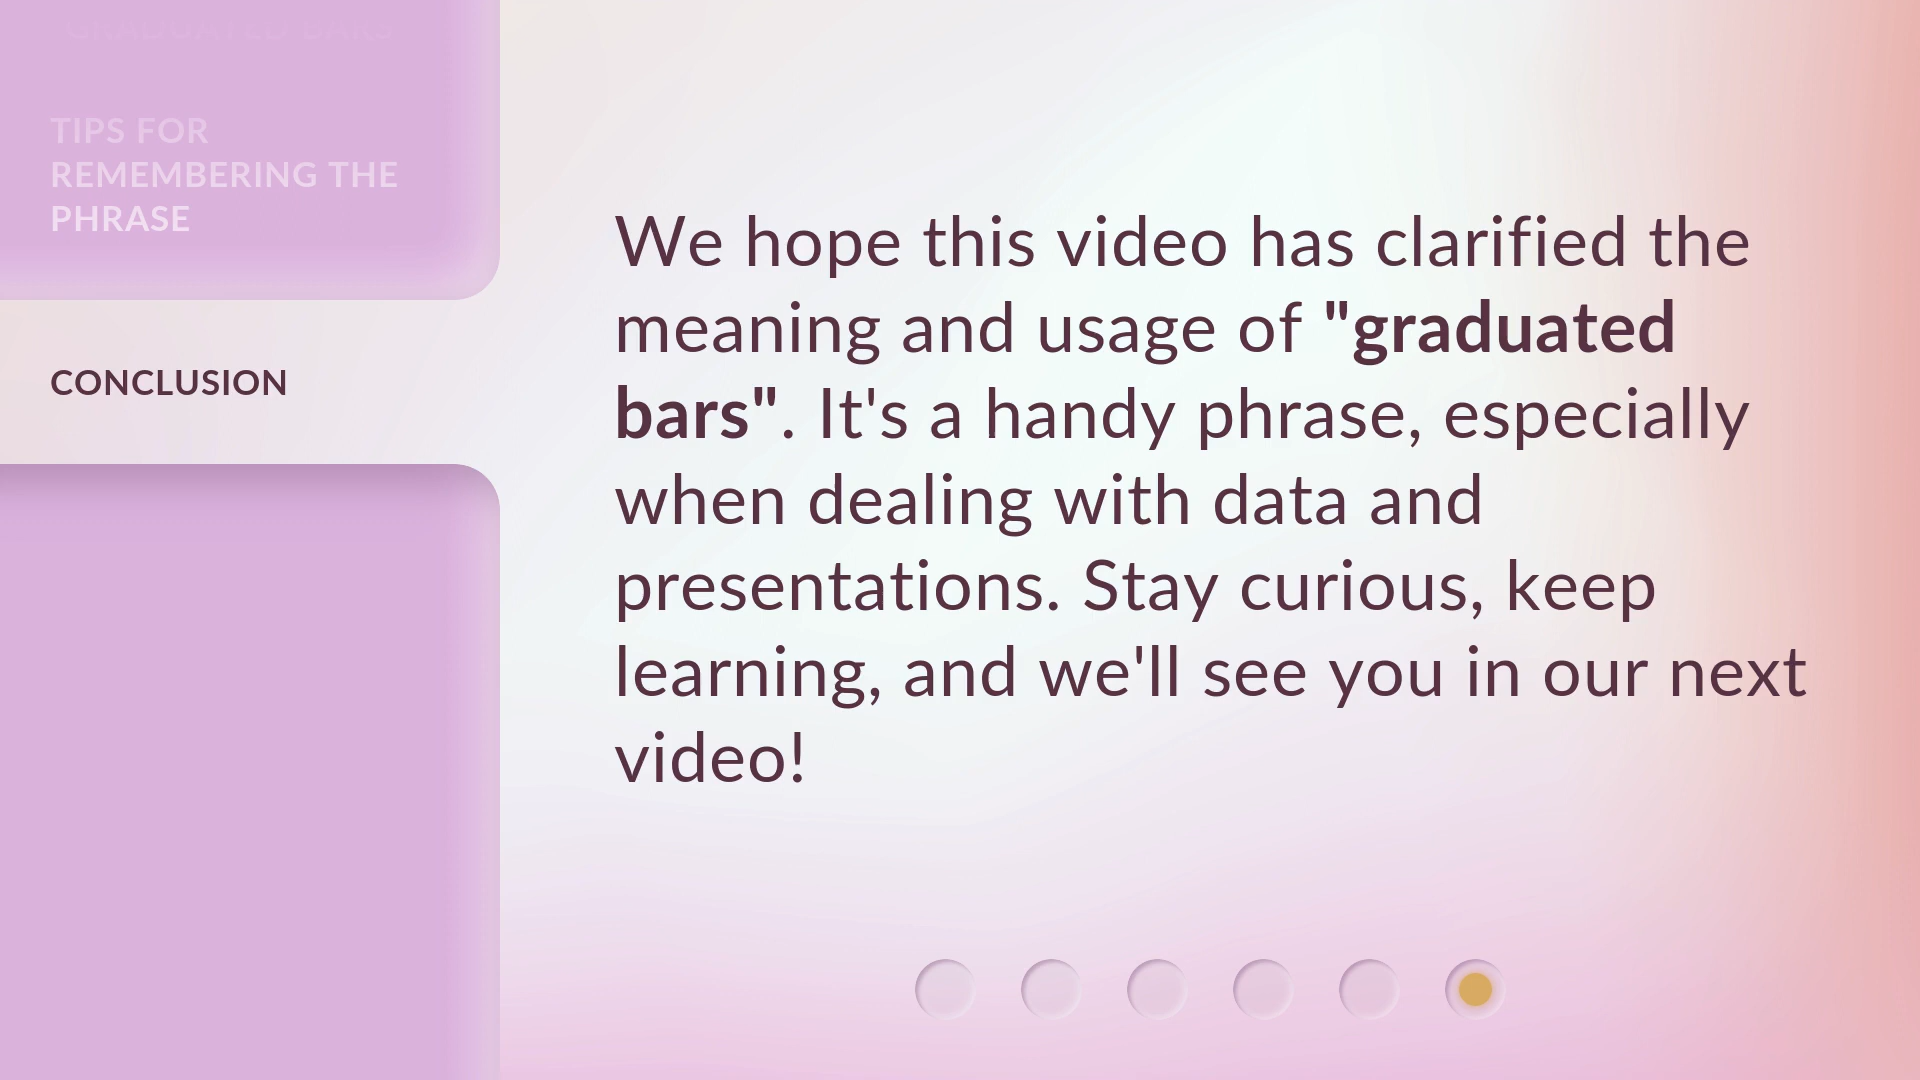 GRADUATED BARS
TIPS FOR
REMEMBERING THE
PHRASE
CONCLUSION
We hope this video has clarified the
meaning and usage of "graduated
bars". It's a handy phrase, especially
when dealing with data and
presentations. Stay curious, keep
learning, and we'll see you in our next
video!